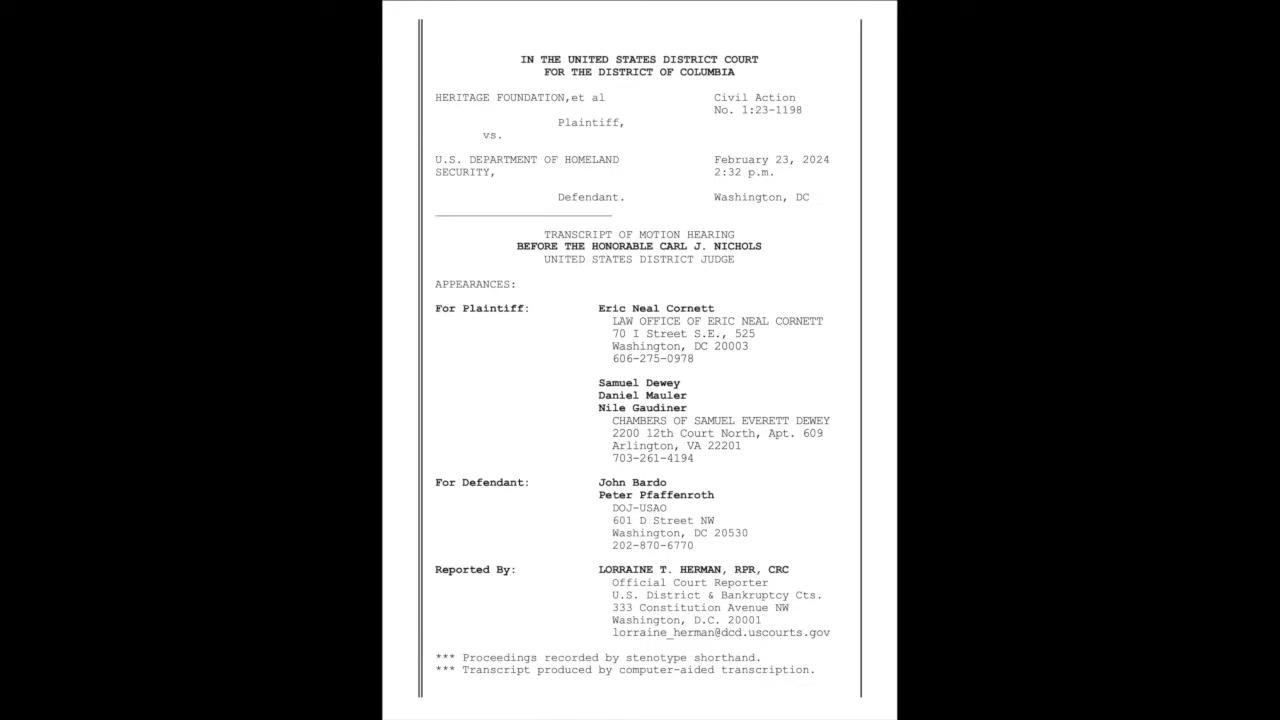 IN THE UNITED STATES DISTRICT COURT
FOR THE DISTRICT OF COLUMBIA
HERITAGE FOUNDATION,et al Civil Action
No. 1:23-1198
Plaintiff,
vs.
U.S. DEPARTMENT OF HOMELAND February 23, 2024
SECURITY, 2:32 p.m.
Defendant. Washington, DC
TRANSCRIPT OF MOTION HEARING
BEFORE THE HONORABLE CARL J. NICHOLS
UNITED STATES DISTRICT JUDGE
APPEARANCES:
For Plaintiff: Eric Neal Cornett
LAW OFFICE OF ERIC NEAL CORNETT
70 I Street S.E., 525
Washington, DC 20003
606-275-0978
Samuel Dewey
Daniel Mauler
Nile Gaudiner
CHAMBERS OF SAMUEL EVERETT DEWEY
2200 12th Court North, Apt. 609
Arlington, VA 22201
703-261-4194
For Defendant: John Bardo
Peter Pfaffenroth
DOJ-USAO
601 D Street NW
Washington, DC 20530
202-870-6770
Reported By: LORRAINE T. HERMAN, RPR, CRC
Official Court Reporter
U.S. District & Bankruptcy Cts.
333 Constitution Avenue NW
Washington, D.C. 20001
lorraine_herman@dcd.uscourts.gov
*** Proceedings recorded by stenotype shorthand.
*** Transcript produced by computer-aided transcription.